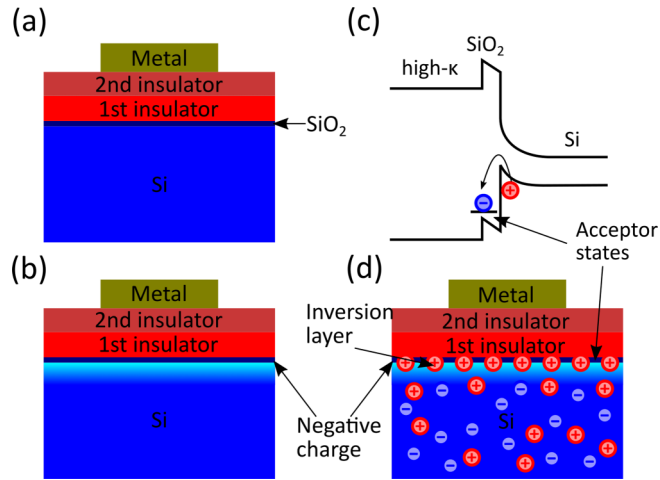 (a)
Metal
2nd insulator
1st insulator
SiO₂
Si
(b)
Metal
2nd insulator
1st insulator
Si
Negative
charge
(c)
SiO₂
high-κ
Si
−
+
Acceptor
states
(d)
Metal
2nd insulator
1st insulator
Inversion
layer
+ + + + + + + +
Si